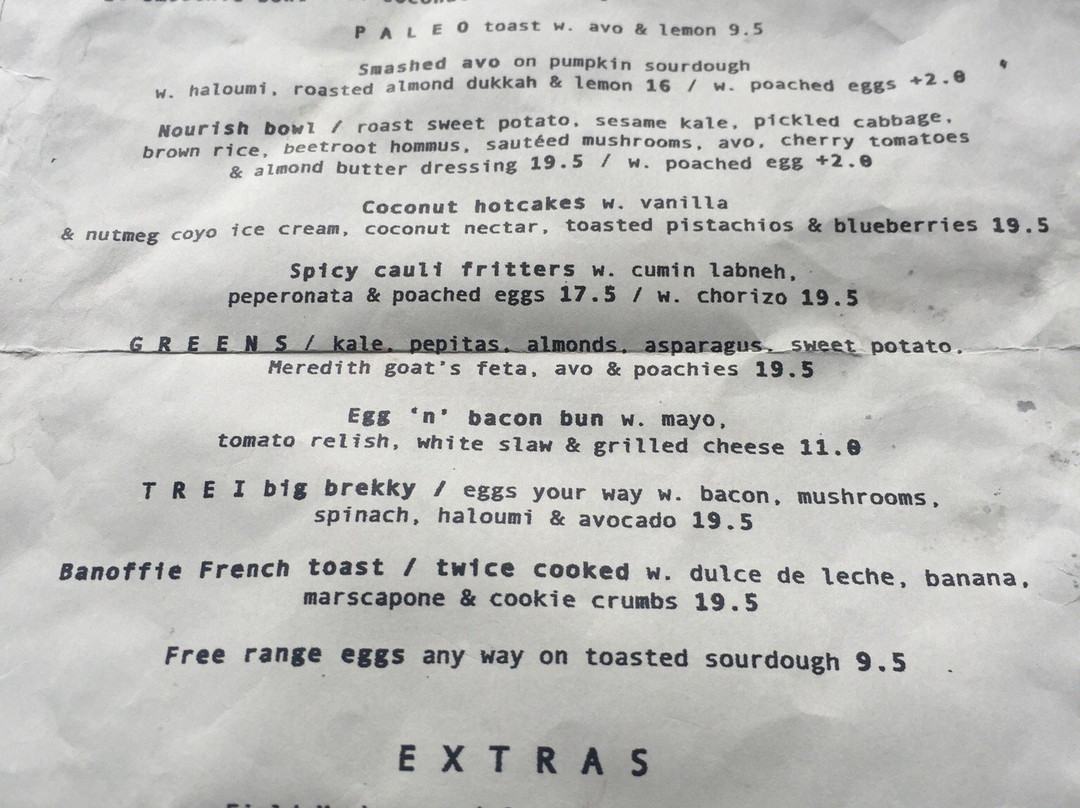 P A L E O toast w. avo & lemon 9.5
Smashed avo on pumpkin sourdough
w. haloumi, roasted almond dukkah & lemon 16 / w. poached eggs +2.0
Nourish bowl / roast sweet potato, sesame kale, pickled cabbage,
brown rice, beetroot hommus, sautéed mushrooms, avo, cherry tomatoes
& almond butter dressing 19.5 / w. poached egg +2.0
Coconut hotcakes w. vanilla
& nutmeg coyo ice cream, coconut nectar, toasted pistachios & blueberries 19.5
Spicy cauli fritters w. cumin labneh,
peperonata & poached eggs 17.5 / w. chorizo 19.5
G R E E N S / kale, pepitas, almonds, asparagus, sweet potato,
Meredith goat's feta, avo & poachies 19.5
Egg 'n' bacon bun w. mayo,
tomato relish, white slaw & grilled cheese 11.0
T R E I big brekky / eggs your way w. bacon, mushrooms,
spinach, haloumi & avocado 19.5
Banoffie French toast / twice cooked w. dulce de leche, banana,
marscapone & cookie crumbs 19.5
Free range eggs any way on toasted sourdough 9.5
E X T R A S